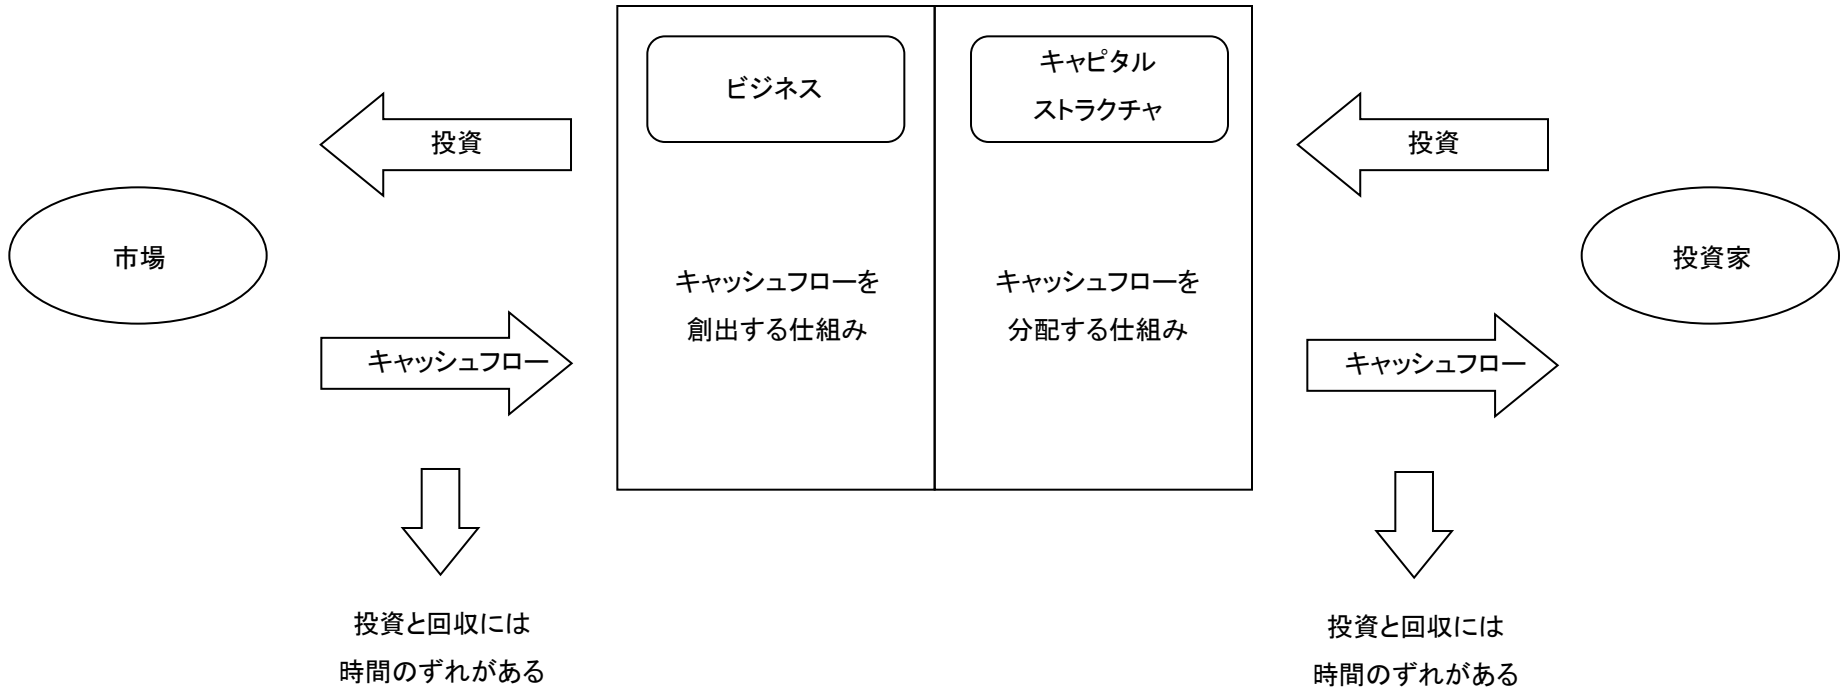 ビジネス
キャピタル
ストラクチャ
投資
投資
市場
キャッシュフローを
創出する仕組み
キャッシュフローを
分配する仕組み
投資家
キャッシュフロー
キャッシュフロー
投資と回収には
時間のずれがある
投資と回収には
時間のずれがある